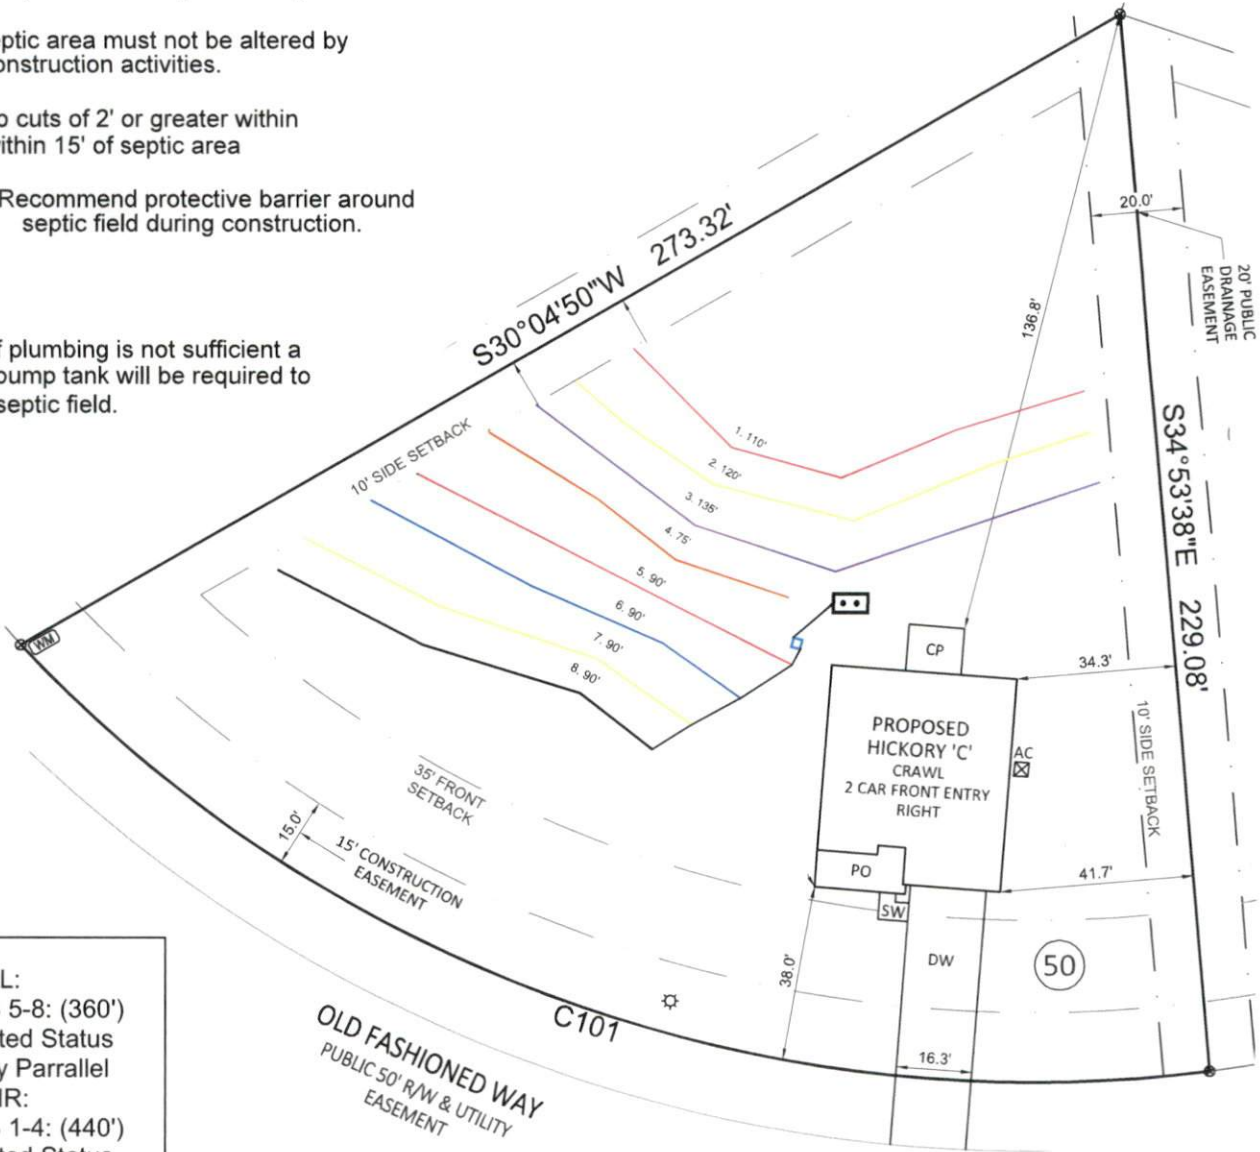 eptic area must not be altered by
onstruction activities.
o cuts of 2' or greater within
ithin 15' of septic area
Recommend protective barrier around
septic field during construction.
f plumbing is not sufficient a
pump tank will be required to
septic field.
S30°04'50"W 273.32'
20.0'
20' PUBLIC
DRAINAGE
EASEMENT
136.8'
S34°53'38"E 229.08'
10' SIDE SETBACK
1. 110'
2. 120'
3. 135'
4. 75'
5. 90'
6. 90'
7. 90'
8. 90'
WM
CP
34.3'
PROPOSED
HICKORY 'C'
CRAWL
2 CAR FRONT ENTRY
RIGHT
AC
10' SIDE SETBACK
35' FRONT
SETBACK
15.0'
15' CONSTRUCTION
EASEMENT
PO
41.7'
SW
DW
50
38.0'
16.3'
C101
OLD FASHIONED WAY
PUBLIC 50' R/W & UTILITY
EASEMENT
L:
5-8: (360')
ted Status
y Parrallel
IR:
1-4: (440')